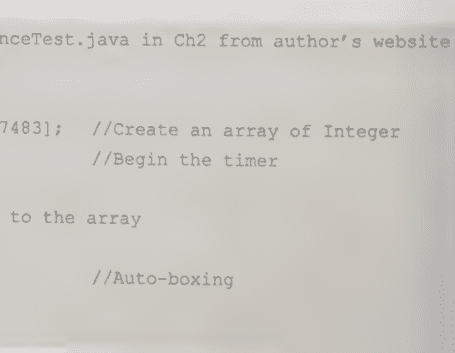 nceTest.java in Ch2 from author's website
7483]; //Create an array of Integer
//Begin the timer
to the array
//Auto-boxing